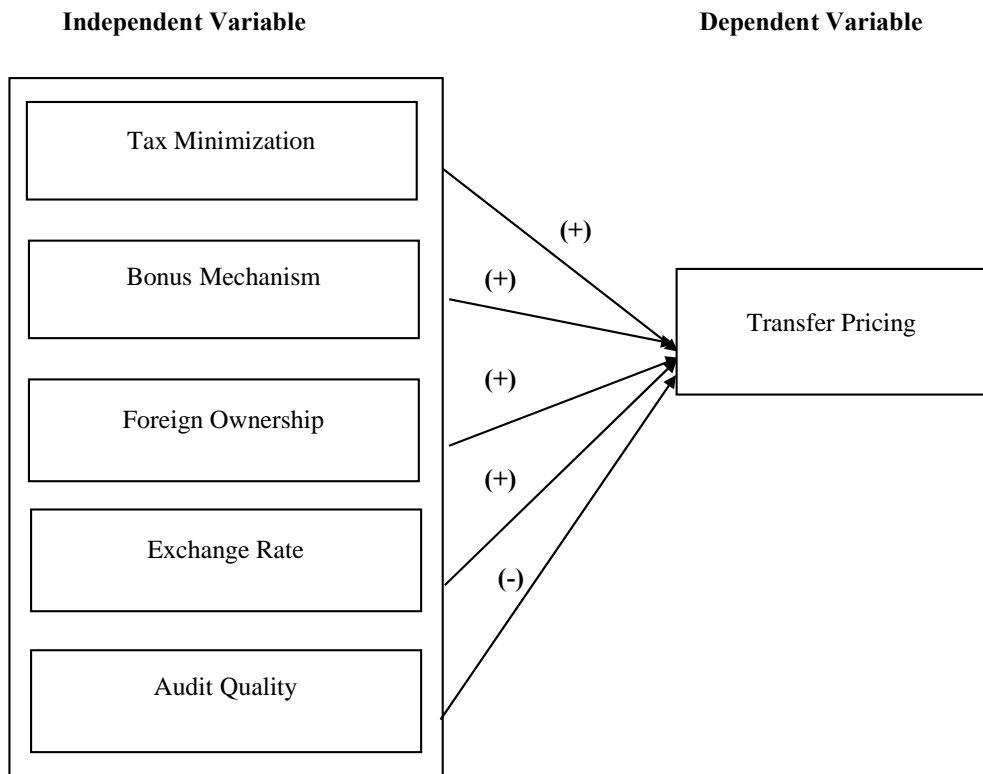 Independent Variable
Dependent Variable
Tax Minimization
(+)
Bonus Mechanism
(+)
Transfer Pricing
(+)
Foreign Ownership
(+)
Exchange Rate
(-)
Audit Quality